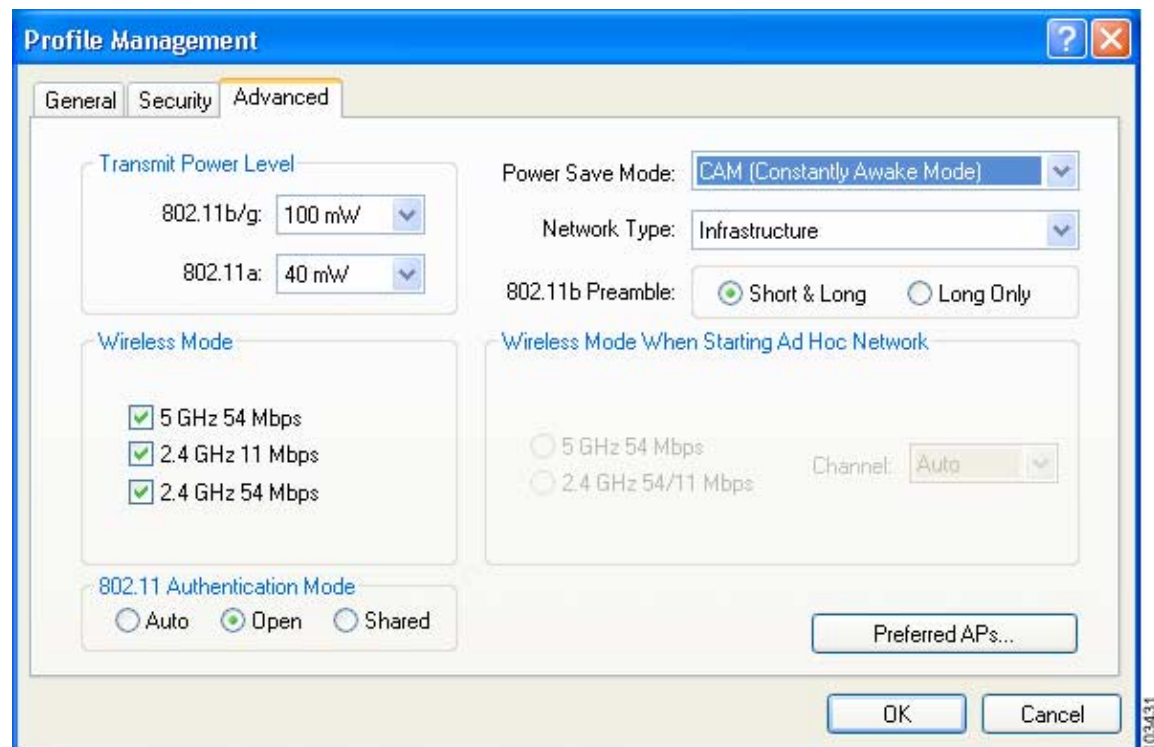 Profile Management
General Security Advanced
Transmit Power Level
802.11b/g: 100 mW
802.11a: 40 mW
Power Save Mode: CAM (Constantly Awake Mode)
Network Type: Infrastructure
802.11b Preamble: Short & Long Long Only
Wireless Mode
5 GHz 54 Mbps
2.4 GHz 11 Mbps
2.4 GHz 54 Mbps
Wireless Mode When Starting Ad Hoc Network
5 GHz 54 Mbps
2.4 GHz 54/11 Mbps
Channel: Auto
802.11 Authentication Mode
Auto Open Shared
Preferred APs...
OK Cancel